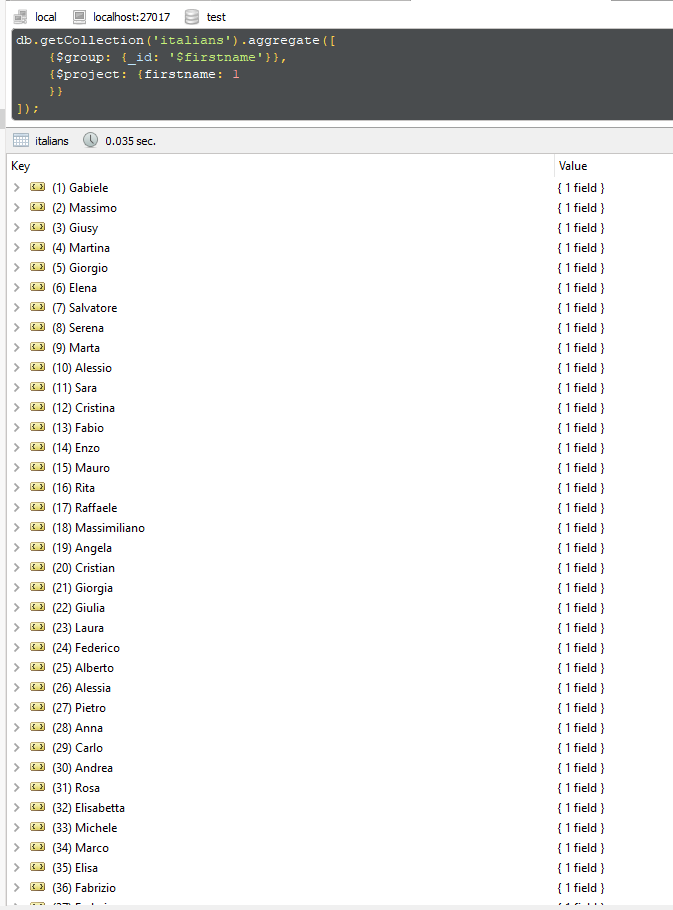 local localhost:27017 test
db.getCollection('italians').aggregate([
{$group: {_id: '$firstname'}},
{$project: {firstname: 1
}}
]);
italians 0.035 sec.
Key Value
(1) Gabiele { 1 field }
(2) Massimo { 1 field }
(3) Giusy { 1 field }
(4) Martina { 1 field }
(5) Giorgio { 1 field }
(6) Elena { 1 field }
(7) Salvatore { 1 field }
(8) Serena { 1 field }
(9) Marta { 1 field }
(10) Alessio { 1 field }
(11) Sara { 1 field }
(12) Cristina { 1 field }
(13) Fabio { 1 field }
(14) Enzo { 1 field }
(15) Mauro { 1 field }
(16) Rita { 1 field }
(17) Raffaele { 1 field }
(18) Massimiliano { 1 field }
(19) Angela { 1 field }
(20) Cristian { 1 field }
(21) Giorgia { 1 field }
(22) Giulia { 1 field }
(23) Laura { 1 field }
(24) Federico { 1 field }
(25) Alberto { 1 field }
(26) Alessia { 1 field }
(27) Pietro { 1 field }
(28) Anna { 1 field }
(29) Carlo { 1 field }
(30) Andrea { 1 field }
(31) Rosa { 1 field }
(32) Elisabetta { 1 field }
(33) Michele { 1 field }
(34) Marco { 1 field }
(35) Elisa { 1 field }
(36) Fabrizio { 1 field }